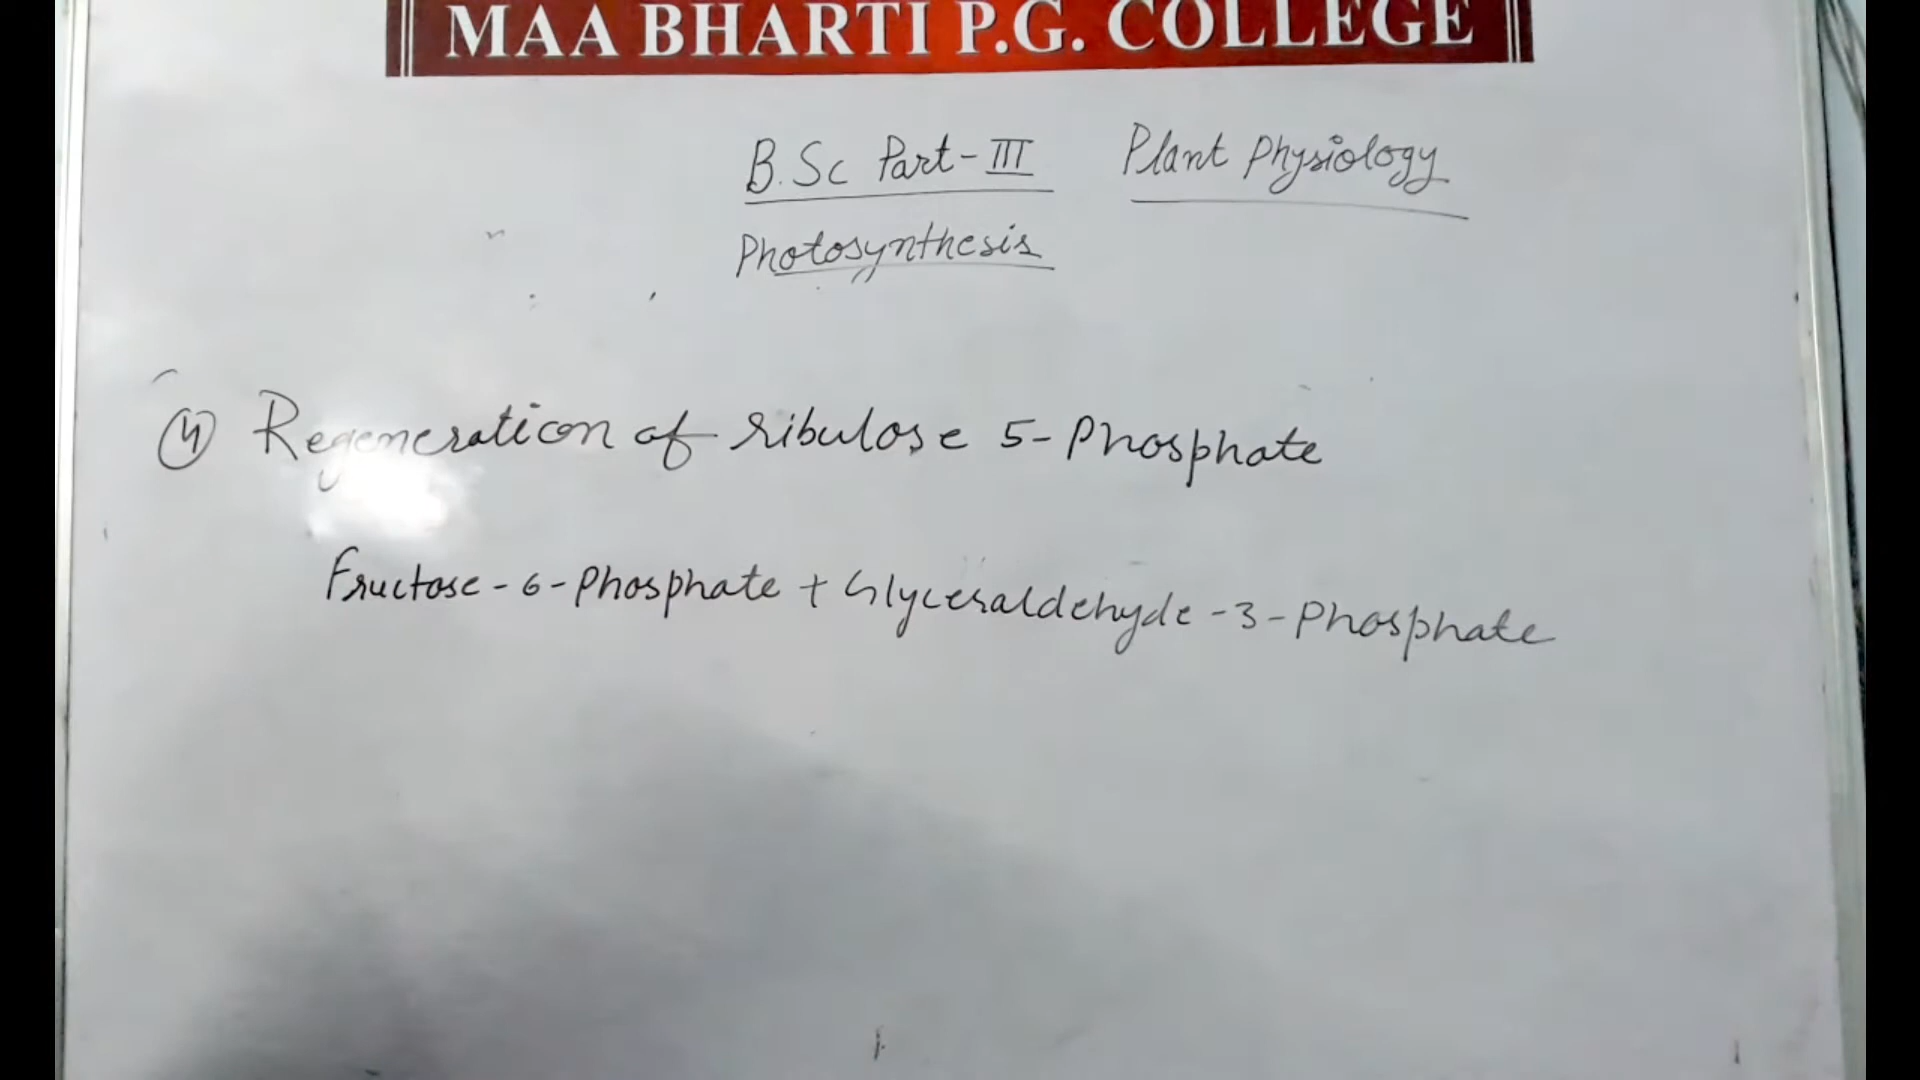 MAA BHARTI P.G. COLLEGE
B.Sc Part-III Plant Physiology
Photosynthesis
④ Regeneration of ribulose 5-Phosphate
Fructose-6-Phosphate + Glyceraldehyde-3-Phosphate